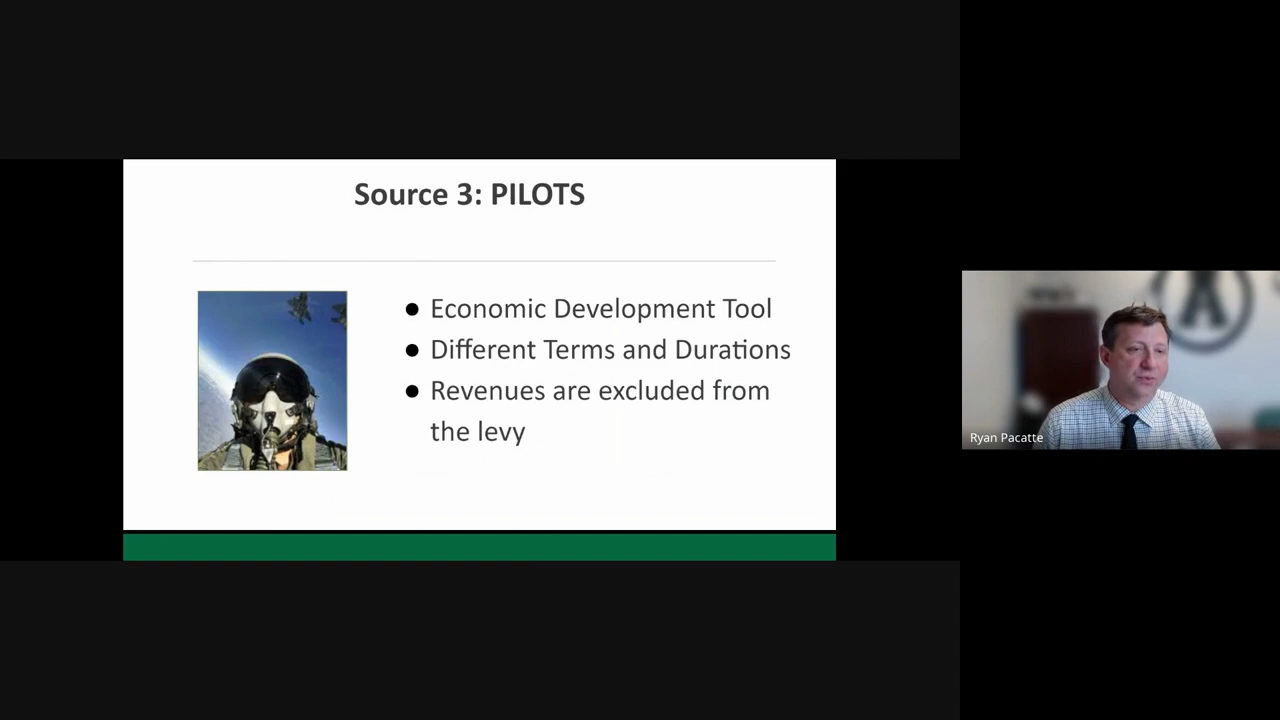 Source 3: PILOTS
● Economic Development Tool
● Different Terms and Durations
● Revenues are excluded from
the levy
Ryan Pacatte